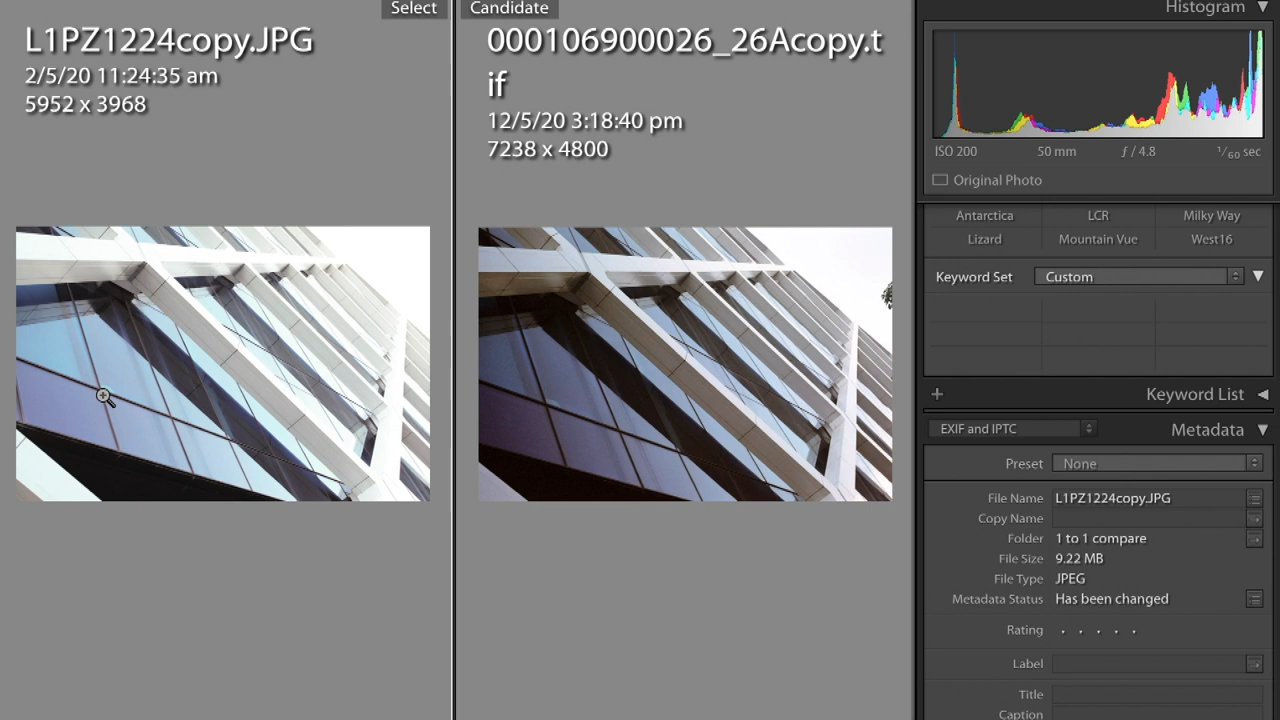 Select
L1PZ1224copy.JPG
2/5/20 11:24:35 am
5952 x 3968
Candidate
000106900026_26Acopy.t
if
12/5/20 3:18:40 pm
7238 x 4800
Histogram
ISO 200 50 mm ƒ / 4.8 1/60 sec
Original Photo
Antarctica LCR Milky Way
Lizard Mountain Vue West16
Keyword Set Custom
+ Keyword List
EXIF and IPTC Metadata
Preset None
File Name L1PZ1224copy.JPG
Copy Name
Folder 1 to 1 compare
File Size 9.22 MB
File Type JPEG
Metadata Status Has been changed
Rating . . . . .
Label
Title
Caption